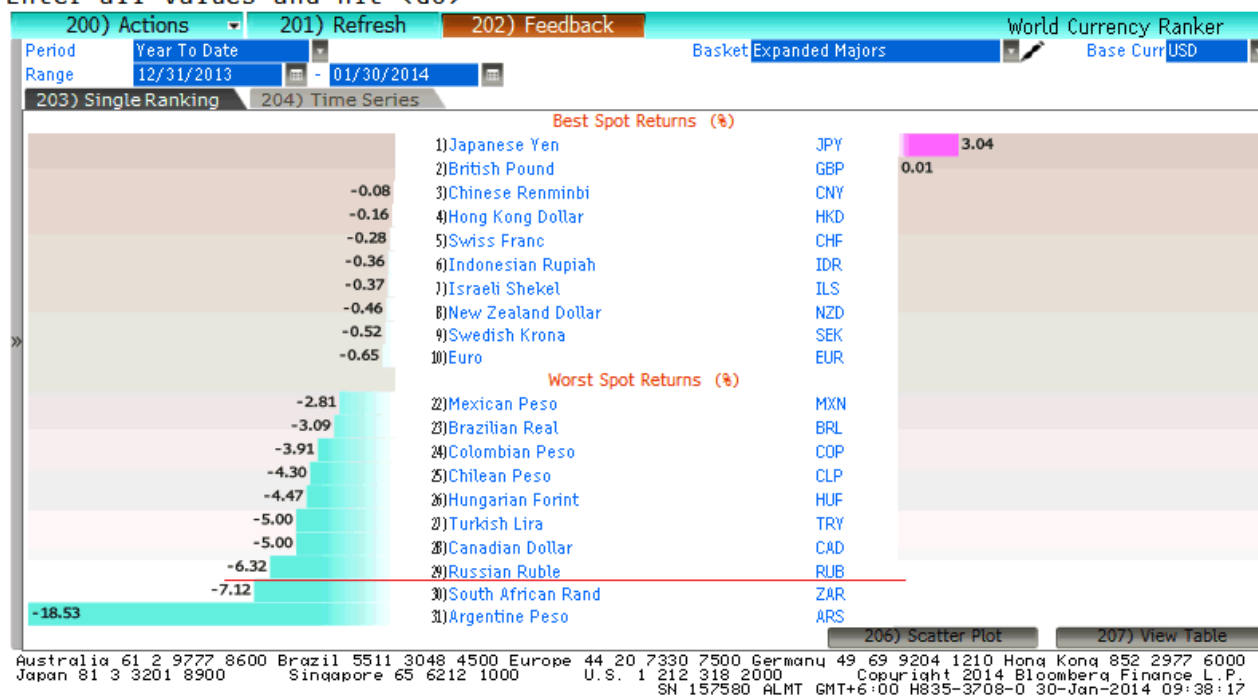 Enter all values and hit <GO>
200) Actions 201) Refresh 202) Feedback World Currency Ranker
Period Year To Date Basket Expanded Majors Base Curr USD
Range 12/31/2013 - 01/30/2014
203) Single Ranking 204) Time Series
Best Spot Returns (%)
1) Japanese Yen JPY 3.04
2) British Pound GBP 0.01
-0.08 3) Chinese Renminbi CNY
-0.16 4) Hong Kong Dollar HKD
-0.28 5) Swiss Franc CHF
-0.36 6) Indonesian Rupiah IDR
-0.37 7) Israeli Shekel ILS
-0.46 8) New Zealand Dollar NZD
-0.52 9) Swedish Krona SEK
-0.65 10) Euro EUR
Worst Spot Returns (%)
-2.81 22) Mexican Peso MXN
-3.09 23) Brazilian Real BRL
-3.91 24) Colombian Peso COP
-4.30 25) Chilean Peso CLP
-4.47 26) Hungarian Forint HUF
-5.00 27) Turkish Lira TRY
-5.00 28) Canadian Dollar CAD
-6.32 29) Russian Ruble RUB
-7.12 30) South African Rand ZAR
-18.53 31) Argentine Peso ARS
206) Scatter Plot 207) View Table
Australia 61 2 9777 8600 Brazil 5511 3048 4500 Europe 44 20 7330 7500 Germany 49 69 9204 1210 Hong Kong 852 2977 6000
Japan 81 3 3201 8900 Singapore 65 6212 1000 U.S. 1 212 318 2000 Copyright 2014 Bloomberg Finance L.P.
SN 157580 ALMT GMT+6:00 H835-3708-0 30-Jan-2014 09:38:17